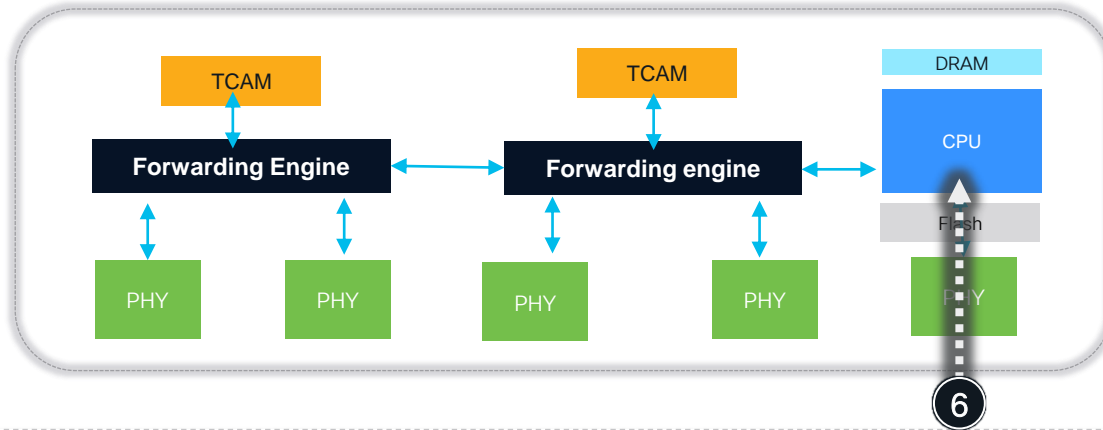 TCAM
TCAM
DRAM
CPU
Forwarding Engine
Forwarding engine
Flash
PHY
PHY
PHY
PHY
PHY
6